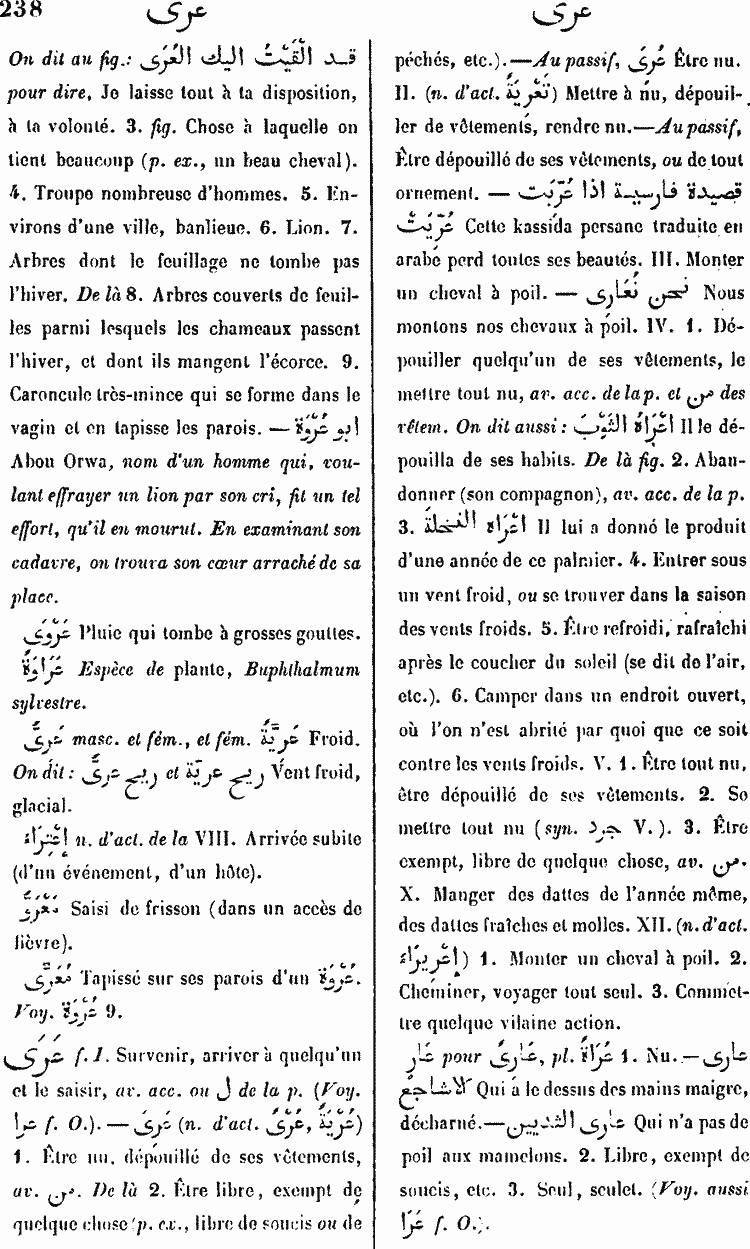 238 عرى عرى
On dit au fig.: قد أَلْقَيْتُ اليك العُرَى
pour dire, Je laisse tout à ta disposition,
à ta volonté. 3. fig. Chose à laquelle on
tient beaucoup (p. ex., un beau cheval).
4. Troupe nombreuse d'hommes. 5. En-
virons d'une ville, banlieue. 6. Lion. 7.
Arbres dont le feuillage ne tombe pas
l'hiver. De là 8. Arbres couverts de feuil-
les parmi lesquels les chameaux passent
l'hiver, et dont ils mangent l'écorce. 9.
Caroncule très-mince qui se forme dans le
vagin et en tapisse les parois. — ابو عُرْوَة
Abou Orwa, nom d'un homme qui, vou-
lant effrayer un lion par son cri, fit un tel
effort, qu'il en mourut. En examinant son
cadavre, on trouva son cœur arraché de sa
place.
عَرْوَى Pluie qui tombe à grosses gouttes.
عَرَاوَةٌ Espèce de plante, Buphthalmum
sylvestre.
عَرِىٌّ masc. et fém., et fém. عَرِيَّةٌ Froid.
On dit: ريح عرىٌّ et ريح عريّة Vent froid,
glacial.
إِعْتِرَاءٌ n. d'act. de la VIII. Arrivée subite
(d'un événement, d'un hôte).
مَعْرُوٌّ Saisi de frisson (dans un accès de
fièvre).
مُعَرًّى Tapissé sur ses parois d'un عُرْوَة.
Voy. عُرْوَة 9.
عَرَى f. I. Survenir, arriver à quelqu'un
et le saisir, av. acc. ou ل de la p. (Voy.
عرا f. O.). — عَرِىَ (n. d'act. عُرْيَةٌ, عُرْىٌ)
1. Être nu, dépouillé de ses vêtements,
av. من. De là 2. Être libre, exempt de
quelque chose (p. ex., libre de soucis ou de
péchés, etc.). — Au passif, عُرِىَ Être nu.
II. (n. d'act. تَعْرِيَةٌ) Mettre à nu, dépouil-
ler de vêtements, rendre nu. — Au passif,
Être dépouillé de ses vêtements, ou de tout
ornement. — قصيدة فارسية اذا عُرِّبَت
عُرِّيَتْ Cette kassida persane traduite en
arabe perd toutes ses beautés. III. Monter
un cheval à poil. — نحن نُعَارِى Nous
montons nos chevaux à poil. IV. 1. Dé-
pouiller quelqu'un de ses vêtements, le
mettre tout nu, av. acc. de la p. et من des
vêtem. On dit aussi: أَعْرَاهُ الثَّوْبَ Il le dé-
pouilla de ses habits. De là fig. 2. Aban-
donner (son compagnon), av. acc. de la p.
3. أَعْرَاه النخلةَ Il lui a donné le produit
d'une année de ce palmier. 4. Entrer sous
un vent froid, ou se trouver dans la saison
des vents froids. 5. Être refroidi, rafraîchi
après le coucher du soleil (se dit de l'air,
etc.). 6. Camper dans un endroit ouvert,
où l'on n'est abrité par quoi que ce soit
contre les vents froids. V. 1. Être tout nu,
être dépouillé de ses vêtements. 2. Se
mettre tout nu (syn. جرد V.). 3. Être
exempt, libre de quelque chose, av. من.
X. Manger des dattes de l'année même,
des dattes fraîches et molles. XII. (n. d'act.
إِعْرِيرَاءٌ) 1. Monter un cheval à poil. 2.
Cheminer, voyager tout seul. 3. Commet-
tre quelque vilaine action.
عَارٍ pour عَارِىٌ, pl. عُرَاةٌ 1. Nu. — عارى
الاشاجع Qui a le dessus des mains maigre,
décharné. — عارى الثديين Qui n'a pas de
poil aux mamelons. 2. Libre, exempt de
soucis, etc. 3. Seul, seulet. (Voy. aussi
عَرَا f. O.).